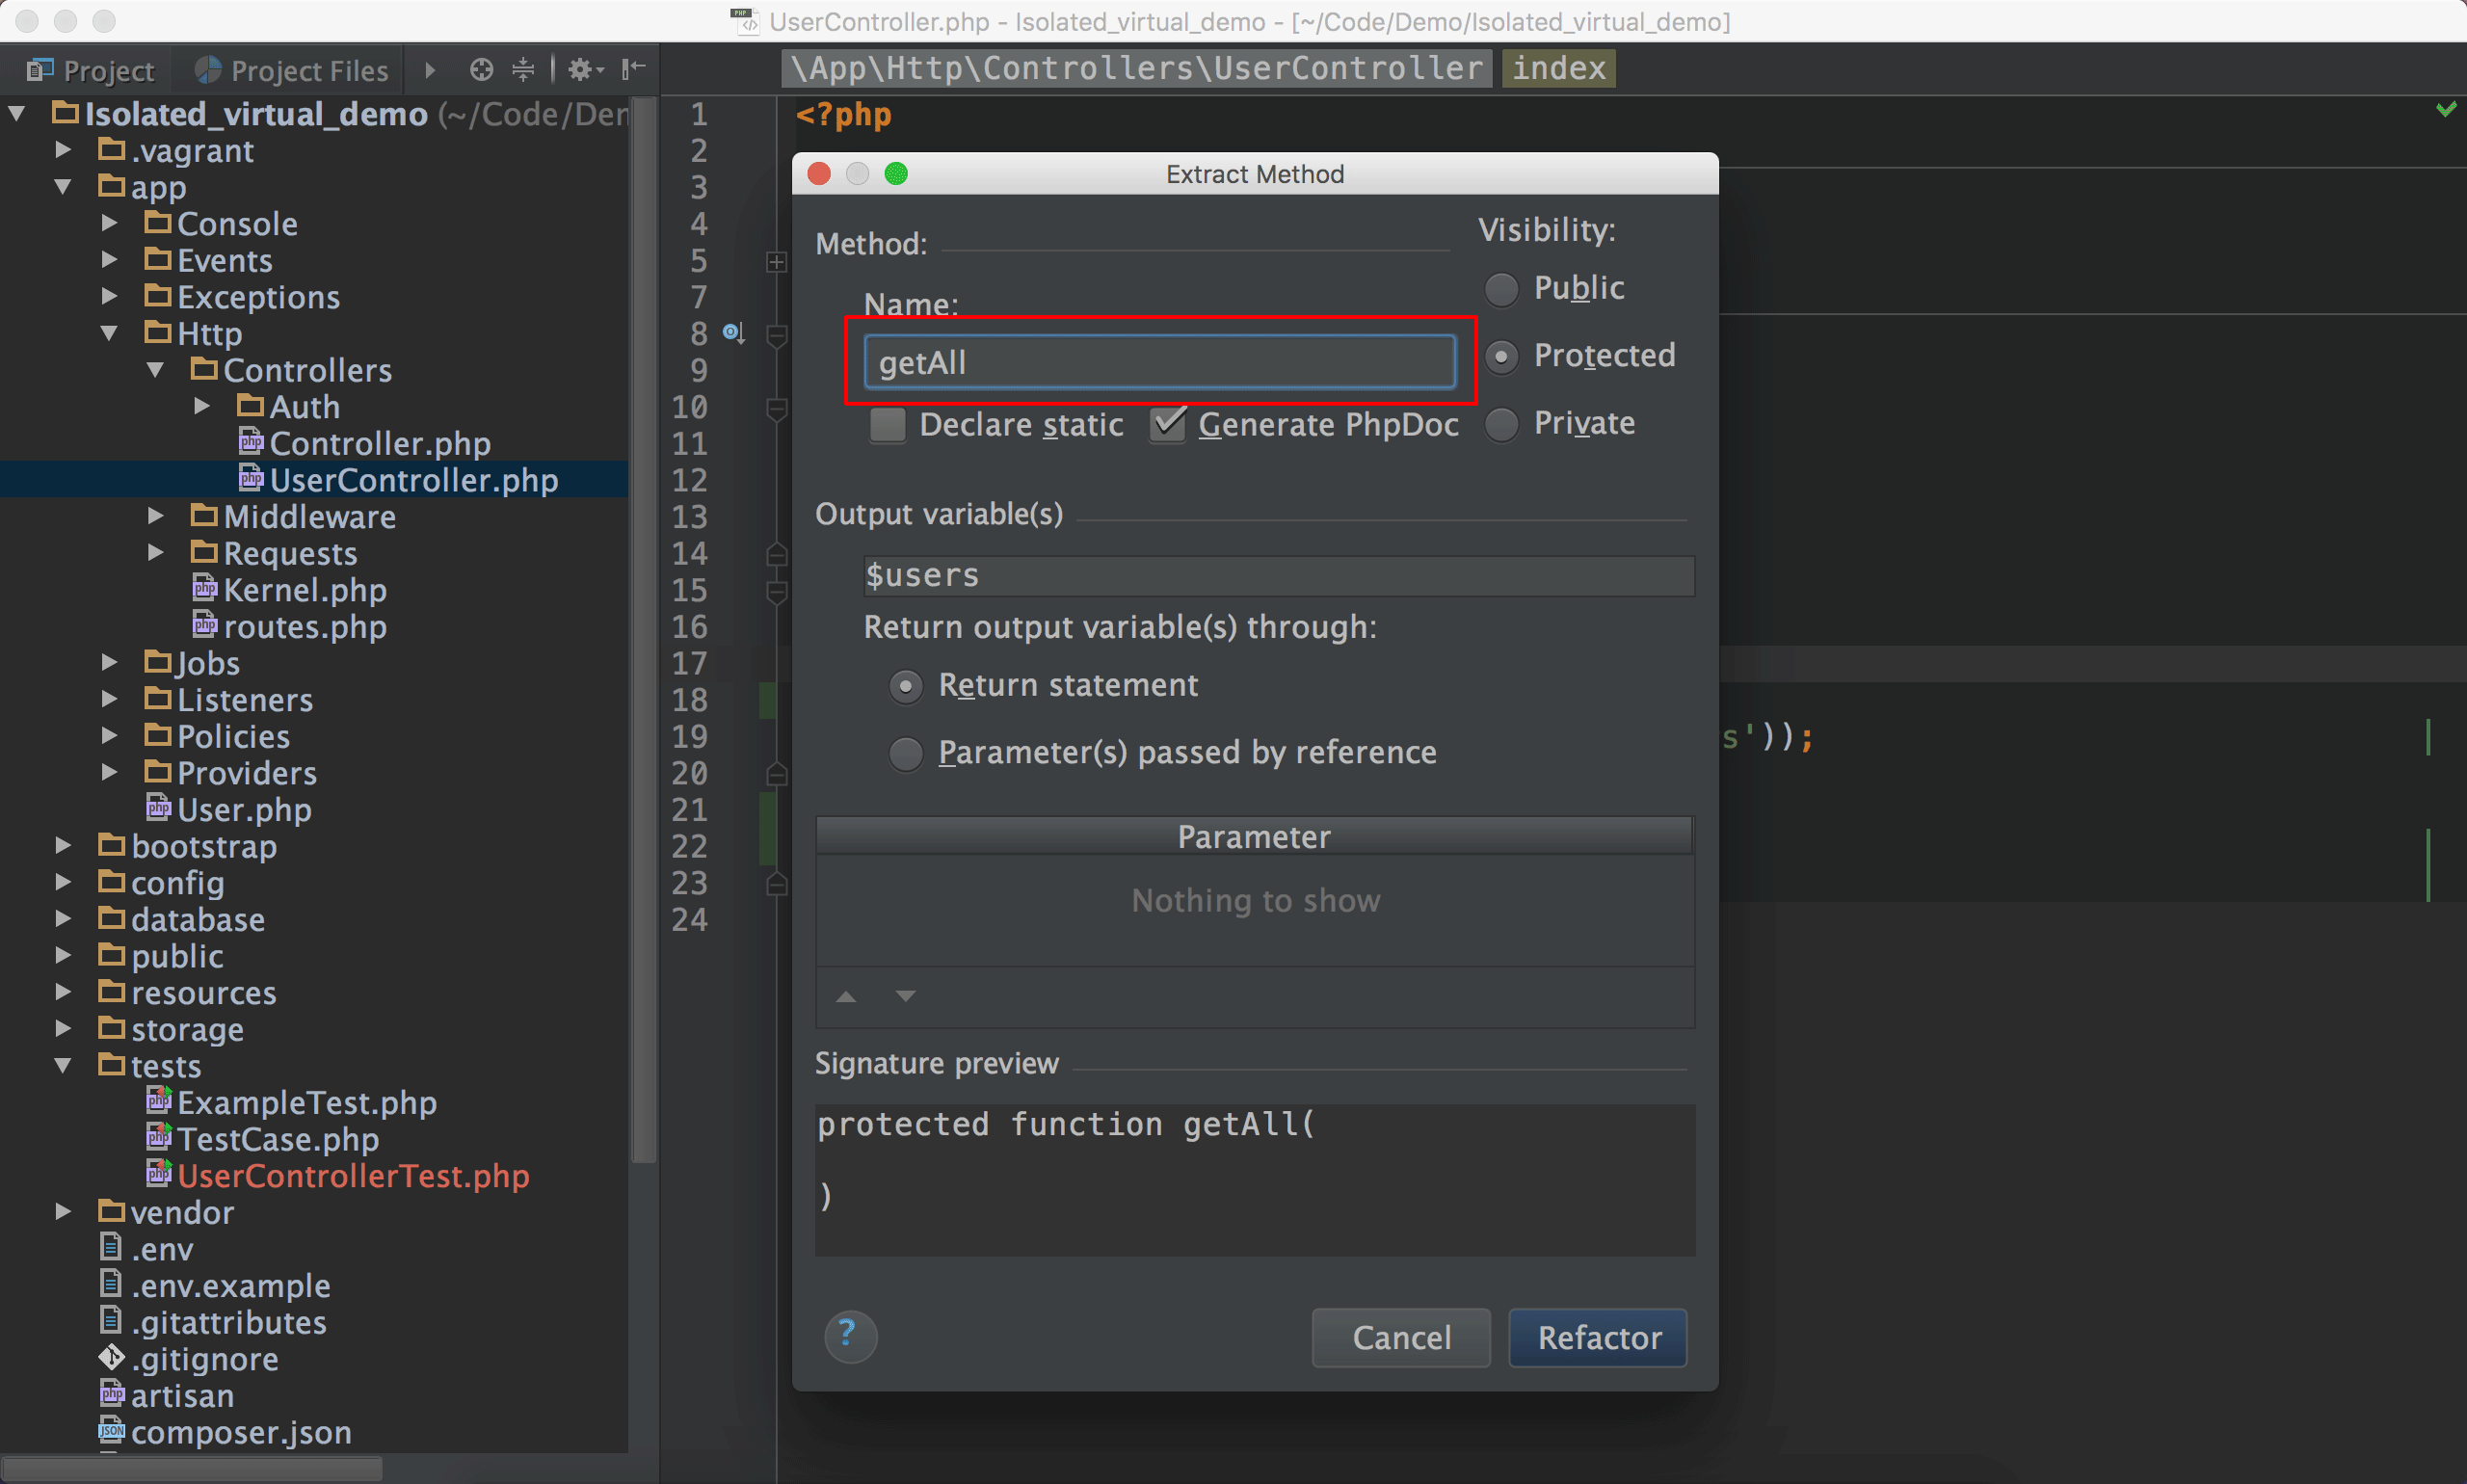 UserController.php - Isolated_virtual_demo - [~/Code/Demo/Isolated_virtual_demo]
Project
Project Files
\App\Http\Controllers\UserController
index
Isolated_virtual_demo (~/Code/Der
.vagrant
app
Console
Events
Exceptions
Http
Controllers
Auth
Controller.php
UserController.php
Middleware
Requests
Kernel.php
routes.php
Jobs
Listeners
Policies
Providers
User.php
bootstrap
config
database
public
resources
storage
tests
ExampleTest.php
TestCase.php
UserControllerTest.php
vendor
.env
.env.example
.gitattributes
.gitignore
artisan
composer.json
1
2
3
4
5
7
8
9
10
11
12
13
14
15
16
17
18
19
20
21
22
23
24
<?php
s'));
Extract Method
Method:
Name:
getAll
Declare static
Generate PhpDoc
Visibility:
Public
Protected
Private
Output variable(s)
$users
Return output variable(s) through:
Return statement
Parameter(s) passed by reference
Parameter
Nothing to show
Signature preview
protected function getAll(
)
?
Cancel
Refactor